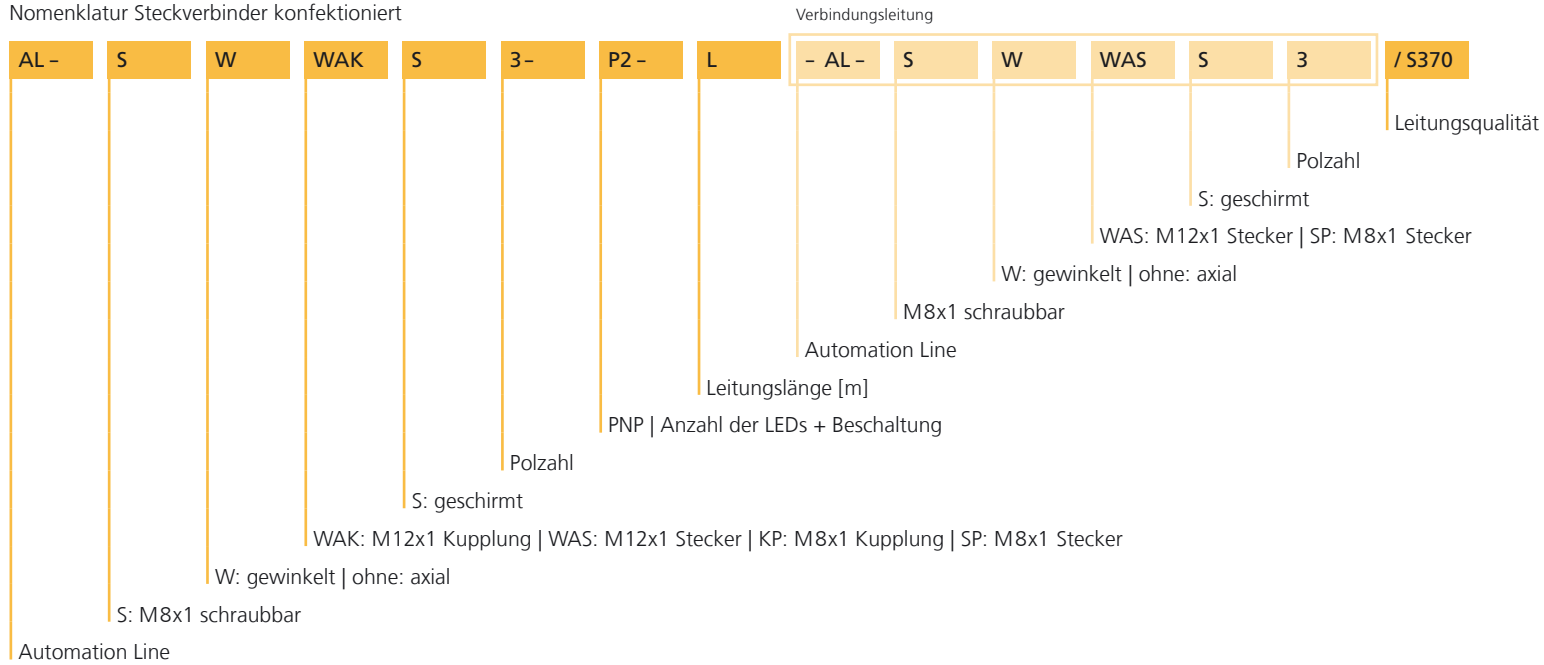 Nomenklatur Steckverbinder konfektioniert
Verbindungsleitung
AL – S W WAK S 3 – P2 – L – AL – S W WAS S 3 / S370
Leitungsqualität
Polzahl
S: geschirmt
WAS: M12x1 Stecker | SP: M8x1 Stecker
W: gewinkelt | ohne: axial
M8x1 schraubbar
Automation Line
Leitungslänge [m]
PNP | Anzahl der LEDs + Beschaltung
Polzahl
S: geschirmt
WAK: M12x1 Kupplung | WAS: M12x1 Stecker | KP: M8x1 Kupplung | SP: M8x1 Stecker
W: gewinkelt | ohne: axial
S: M8x1 schraubbar
Automation Line